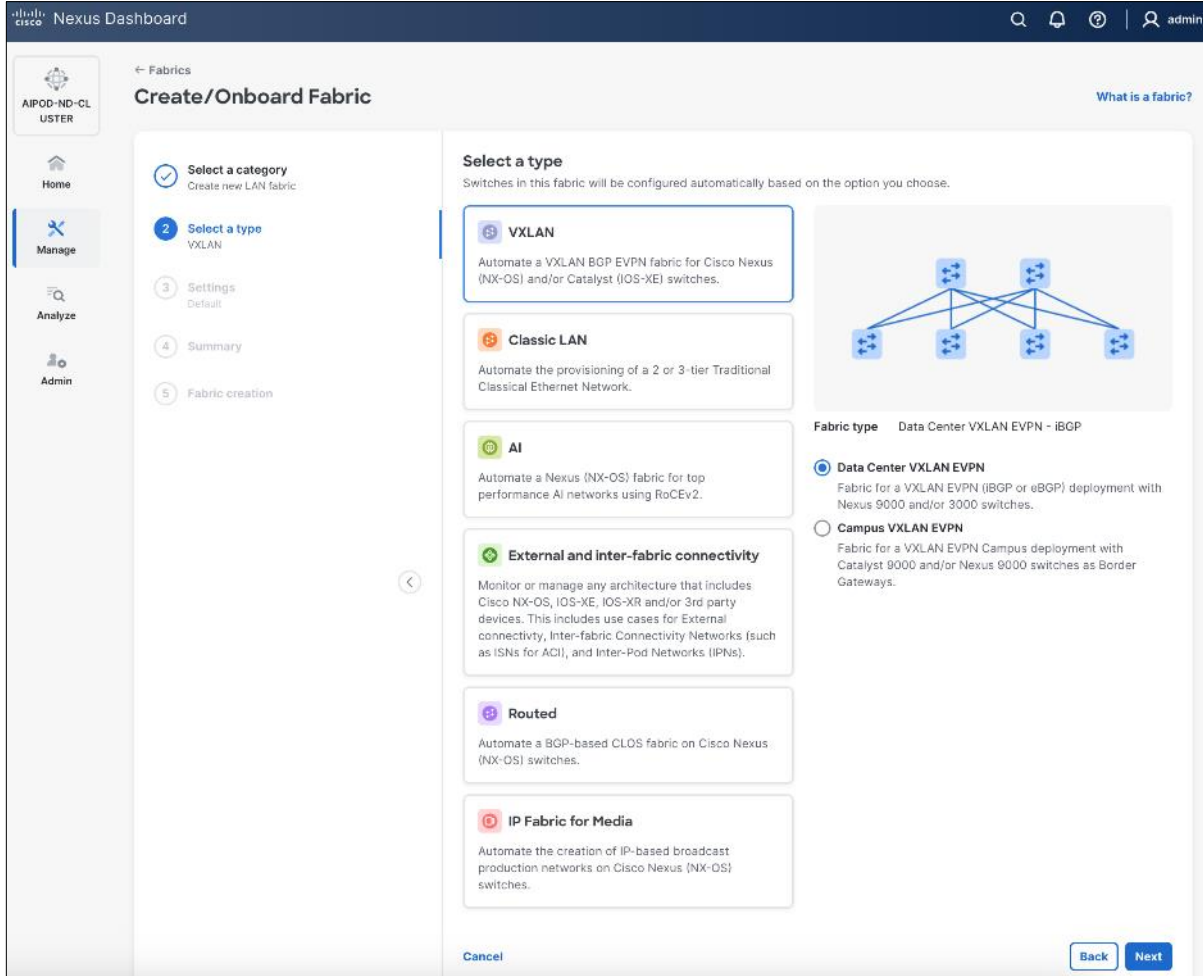 cisco Nexus Dashboard
admin
AIPOD-ND-CL
USTER
Home
Manage
Analyze
Admin
← Fabrics
Create/Onboard Fabric
What is a fabric?
Select a category
Create new LAN fabric
2 Select a type
VXLAN
3 Settings
Default
4 Summary
5 Fabric creation
Select a type
Switches in this fabric will be configured automatically based on the option you choose.
VXLAN
Automate a VXLAN BGP EVPN fabric for Cisco Nexus
(NX-OS) and/or Catalyst (IOS-XE) switches.
Classic LAN
Automate the provisioning of a 2 or 3-tier Traditional
Classical Ethernet Network.
AI
Automate a Nexus (NX-OS) fabric for top
performance AI networks using RoCEv2.
External and inter-fabric connectivity
Monitor or manage any architecture that includes
Cisco NX-OS, IOS-XE, IOS-XR and/or 3rd party
devices. This includes use cases for External
connectivty, Inter-fabric Connectivity Networks (such
as ISNs for ACI), and Inter-Pod Networks (IPNs).
Routed
Automate a BGP-based CLOS fabric on Cisco Nexus
(NX-OS) switches.
IP Fabric for Media
Automate the creation of IP-based broadcast
production networks on Cisco Nexus (NX-OS)
switches.
Fabric type Data Center VXLAN EVPN - iBGP
Data Center VXLAN EVPN
Fabric for a VXLAN EVPN (iBGP or eBGP) deployment with
Nexus 9000 and/or 3000 switches.
Campus VXLAN EVPN
Fabric for a VXLAN EVPN Campus deployment with
Catalyst 9000 and/or Nexus 9000 switches as Border
Gateways.
Cancel
Back
Next